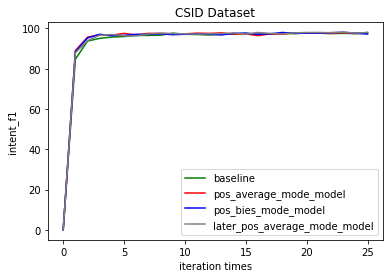 CSID Dataset
100
80
60
40
20
0
intent_f1
baseline
pos_average_mode_model
pos_bies_mode_model
later_pos_average_mode_model
0 5 10 15 20 25
iteration times